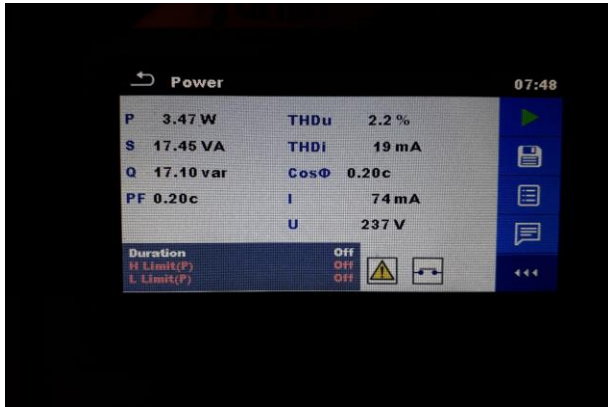 Power 07:48
P 3.47 W THDu 2.2 %
S 17.45 VA THDi 19 mA
Q 17.10 var CosΦ 0.20c
PF 0.20c I 74 mA
U 237 V
Duration Off
H Limit(P) Off
L Limit(P) Off